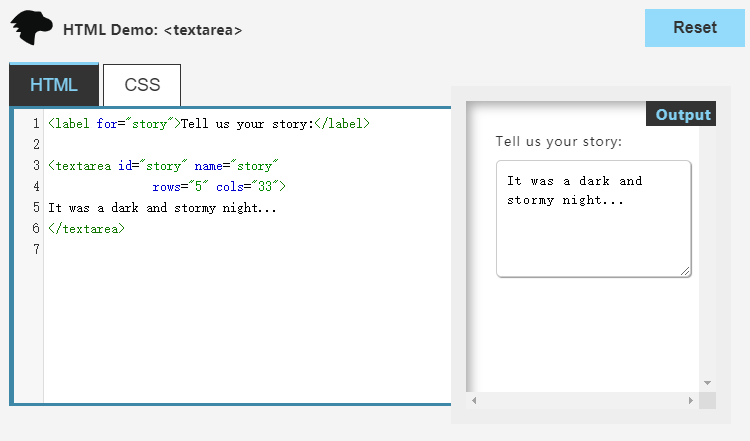 HTML Demo: <textarea>
Reset
HTML
CSS
1 <label for="story">Tell us your story:</label>
2
3 <textarea id="story" name="story"
4 rows="5" cols="33">
5 It was a dark and stormy night...
6 </textarea>
7
Output
Tell us your story:
It was a dark and
stormy night...